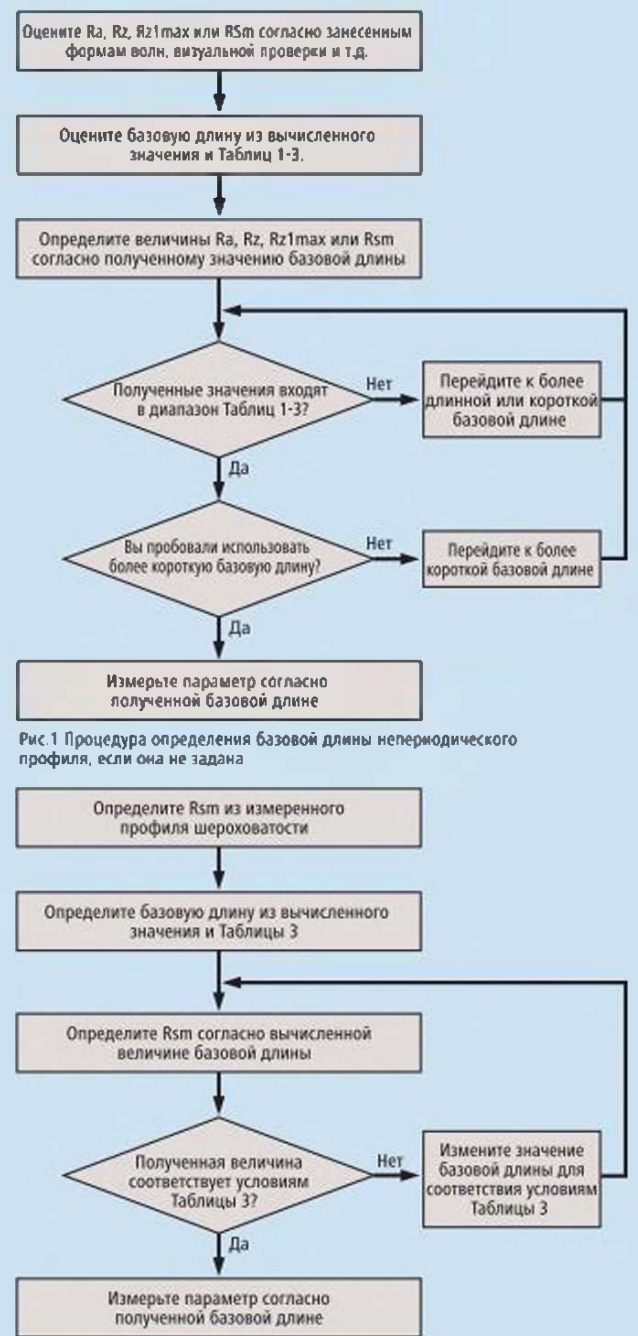 Оцените Ra, Rz, Rz1max или RSm согласно занесенным
формам волн, визуальной проверки и т.д.
Оцените базовую длину из вычисленного
значения и Таблиц 1-3.
Определите величины Ra, Rz, Rz1max или Rsm
согласно полученному значению базовой длины
Полученные значения входят
в диапазон Таблиц 1-3?
Нет
Перейдите к более
длинной или короткой
базовой длине
Да
Вы пробовали использовать
более короткую базовую длину?
Нет
Перейдите к более
короткой базовой длине
Да
Измерьте параметр согласно
полученной базовой длине
Рис.1 Процедура определения базовой длины непериодического
профиля, если она не задана
Определите Rsm из измеренного
профиля шероховатости
Определите базовую длину из вычисленного
значения и Таблицы 3
Определите Rsm согласно вычисленной
величине базовой длины
Полученная величина
соответствует условиям
Таблицы 3?
Нет
Измените значение
базовой длины для
соответствия условиям
Таблицы 3
Да
Измерьте параметр согласно
полученной базовой длине